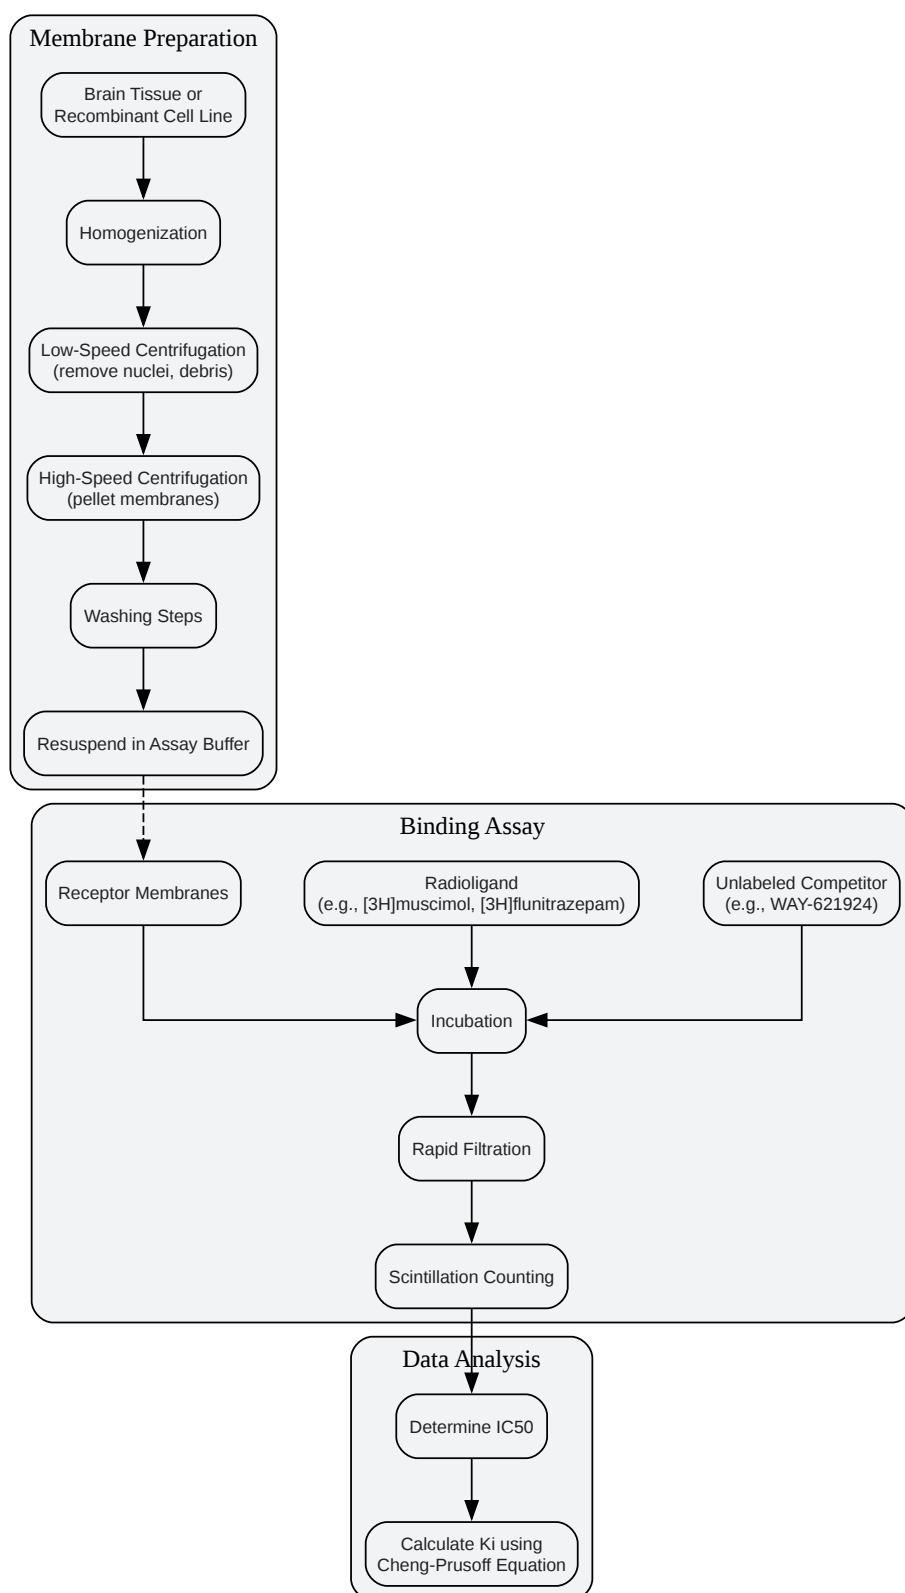 Membrane Preparation
Brain Tissue or
Recombinant Cell Line
Homogenization
Low-Speed Centrifugation
(remove nuclei, debris)
High-Speed Centrifugation
(pellet membranes)
Washing Steps
Resuspend in Assay Buffer
Binding Assay
Receptor Membranes
Radioligand
(e.g., [3H]muscimol, [3H]flunitrazepam)
Unlabeled Competitor
(e.g., WAY-621924)
Incubation
Rapid Filtration
Scintillation Counting
Data Analysis
Determine IC50
Calculate Ki using
Cheng-Prusoff Equation